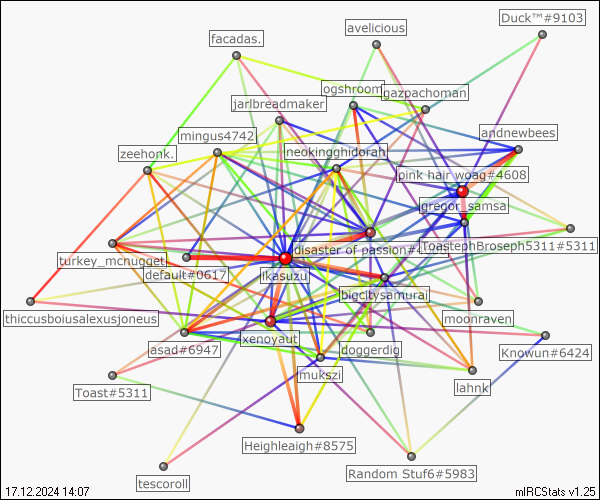 Duck™#9103
avelicious
facadas.
ogshroom
gazpachoman
jarlbreadmaker
andnewbees
mingus4742
neokingghidorah
zeehonk.
pink hair woag#4608
gregor_samsa
ToastephBroseph5311#5311
disaster of passion#4
turkey_mcnugget
default#0617
ikasuzu
bigcitysamurai
thiccusboiusalexusjoneus
moonraven
xenoyaut
asad#6947
doggerdig
Knowun#6424
mukszi
lahnk
Toast#5311
Heighleaigh#8575
Random Stuf6#5983
tescoroll
17.12.2024 14:07
mIRCStats v1.25